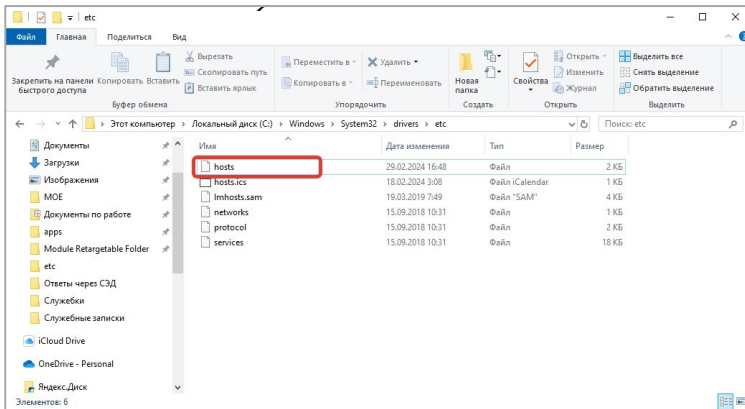 etc
Файл
Главная
Поделиться
Вид
Закрепить на панели быстрого доступа
Копировать
Вставить
Вырезать
Скопировать путь
Вставить ярлык
Буфер обмена
Переместить в
Копировать в
Удалить
Переименовать
Упорядочить
Новая папка
Создать
Свойства
Открыть
Изменить
Журнал
Открыть
Выделить все
Снять выделение
Обратить выделение
Выделить
Этот компьютер > Локальный диск (C:) > Windows > System32 > drivers > etc
Поиск: etc
Документы
Загрузки
Изображения
МОЕ
Документы по работе
apps
Module Retargetable Folder
etc
Ответы через СЭД
Служебки
Служебные записки
iCloud Drive
OneDrive - Personal
Яндекс.Диск
Имя Дата изменения Тип Размер
hosts 29.02.2024 16:48 Файл 2 КБ
hosts.ics 18.02.2024 3:08 Файл iCalendar 1 КБ
lmhosts.sam 19.03.2019 7:49 Файл "SAM" 4 КБ
networks 15.09.2018 10:31 Файл 1 КБ
protocol 15.09.2018 10:31 Файл 2 КБ
services 15.09.2018 10:31 Файл 18 КБ
Элементов: 6